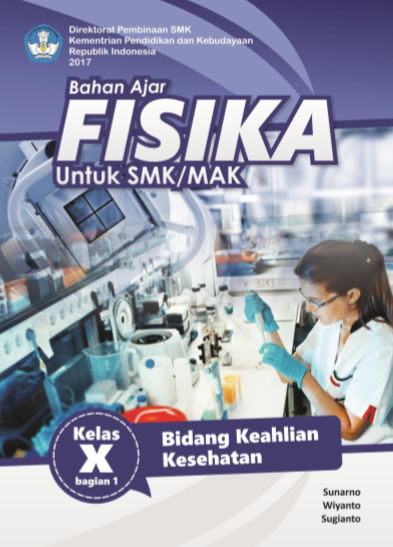 Direktorat Pembinaan SMK
Kementrian Pendidikan dan Kebudayaan
Republik Indonesia
2017
Bahan Ajar
FISIKA
Untuk SMK/MAK
Kelas
X
bagian 1
Bidang Keahlian
Kesehatan
Sunarno
Wiyanto
Sugianto